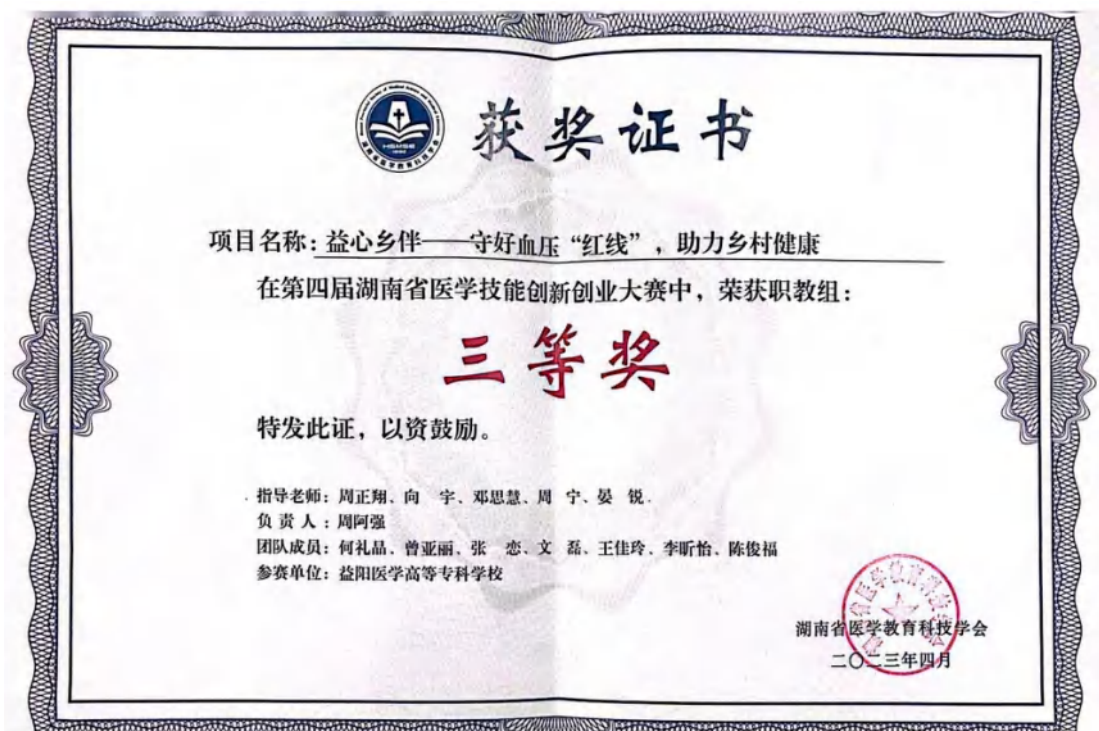 获奖证书
项目名称：益心乡伴——守好血压“红线”，助力乡村健康
在第四届湖南省医学技能创新创业大赛中，荣获职教组：
三等奖
特发此证，以资鼓励。
指导老师：周正翔、向 宇、邓思慧、周 宁、晏 锐
负 责 人：周阿强
团队成员：何礼品、曾亚丽、张 恋、文 磊、王佳玲、李昕怡、陈俊福
参赛单位：益阳医学高等专科学校
湖南省医学教育科技学会
二〇二三年四月